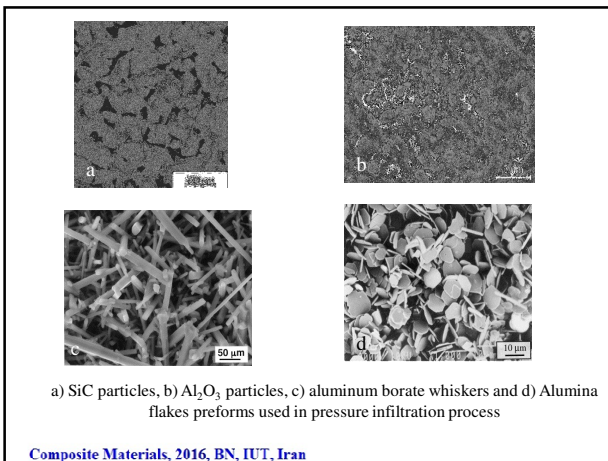 a
b
c
50 µm
d
10 µm
a) SiC particles, b) Al₂O₃ particles, c) aluminum borate whiskers and d) Alumina
flakes preforms used in pressure infiltration process
Composite Materials, 2016, BN, IUT, Iran